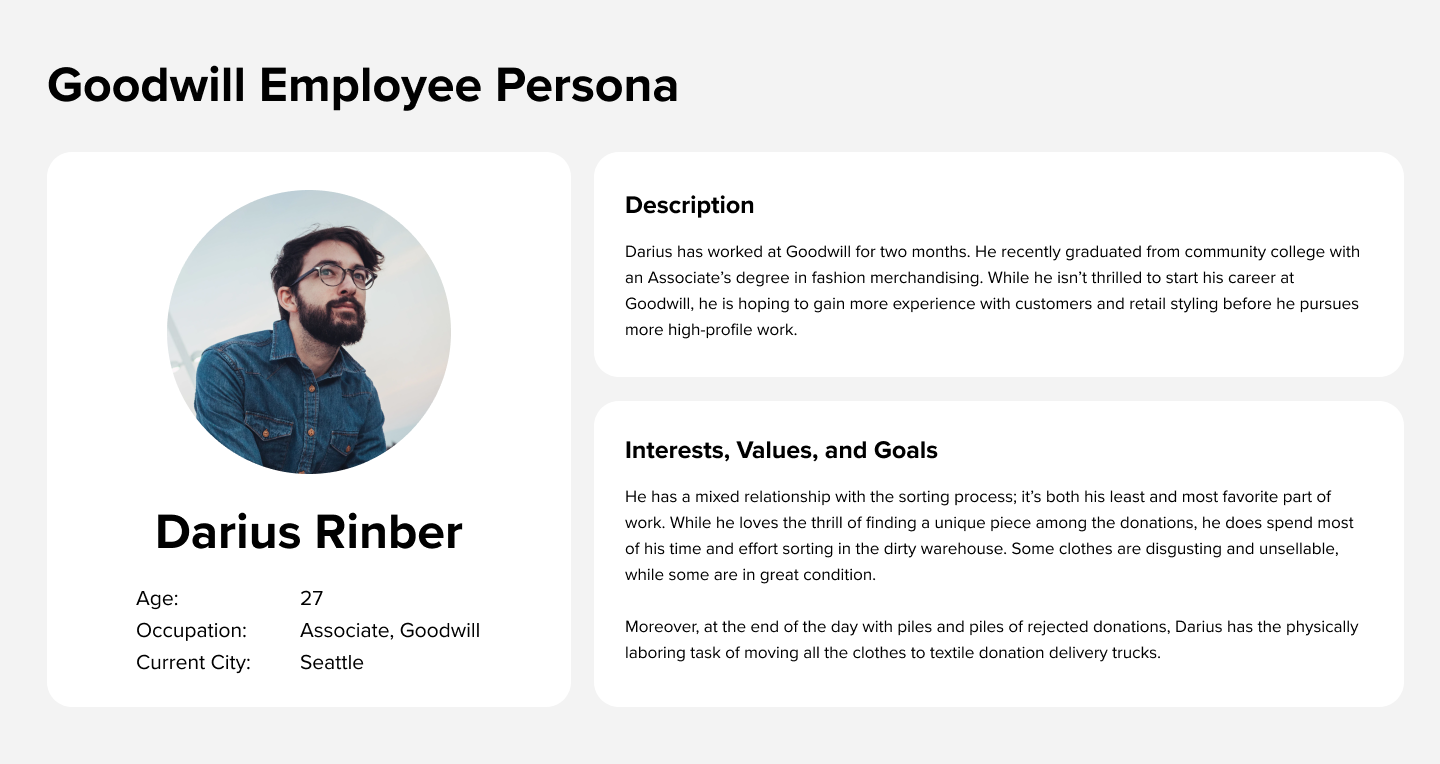 Goodwill Employee Persona
Darius Rinber
Age: 27
Occupation: Associate, Goodwill
Current City: Seattle
Description
Darius has worked at Goodwill for two months. He recently graduated from community college with
an Associate’s degree in fashion merchandising. While he isn’t thrilled to start his career at
Goodwill, he is hoping to gain more experience with customers and retail styling before he pursues
more high-profile work.
Interests, Values, and Goals
He has a mixed relationship with the sorting process; it’s both his least and most favorite part of
work. While he loves the thrill of finding a unique piece among the donations, he does spend most
of his time and effort sorting in the dirty warehouse. Some clothes are disgusting and unsellable,
while some are in great condition.
Moreover, at the end of the day with piles and piles of rejected donations, Darius has the physically
laboring task of moving all the clothes to textile donation delivery trucks.